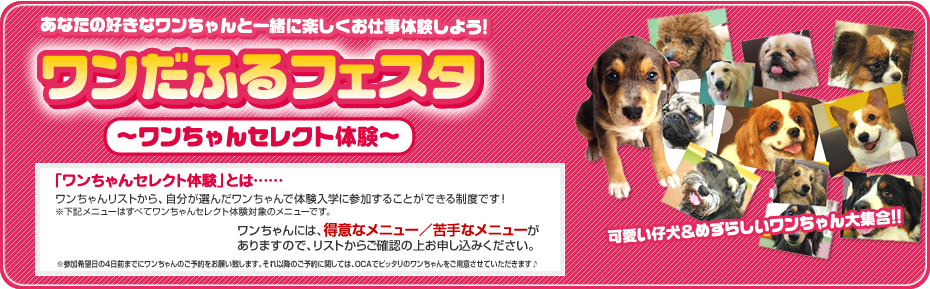 あなたの好きなワンちゃんと一緒に楽しくお仕事体験しよう!
ワンだふるフェスタ
〜ワンちゃんセレクト体験〜
「ワンちゃんセレクト体験」とは……
ワンちゃんリストから、自分が選んだワンちゃんで体験入学に参加することができる制度です!
※下記メニューはすべてワンちゃんセレクト体験対象のメニューです。
ワンちゃんには、得意なメニュー／苦手なメニューが
ありますので、リストからご確認の上お申し込みください。
※参加希望日の4日前までにワンちゃんのご予約をお願い致します。それ以降のご予約に関しては、OCAでピッタリのワンちゃんをご用意させていただきます♪
可愛い仔犬&めずらしいワンちゃん大集合!!